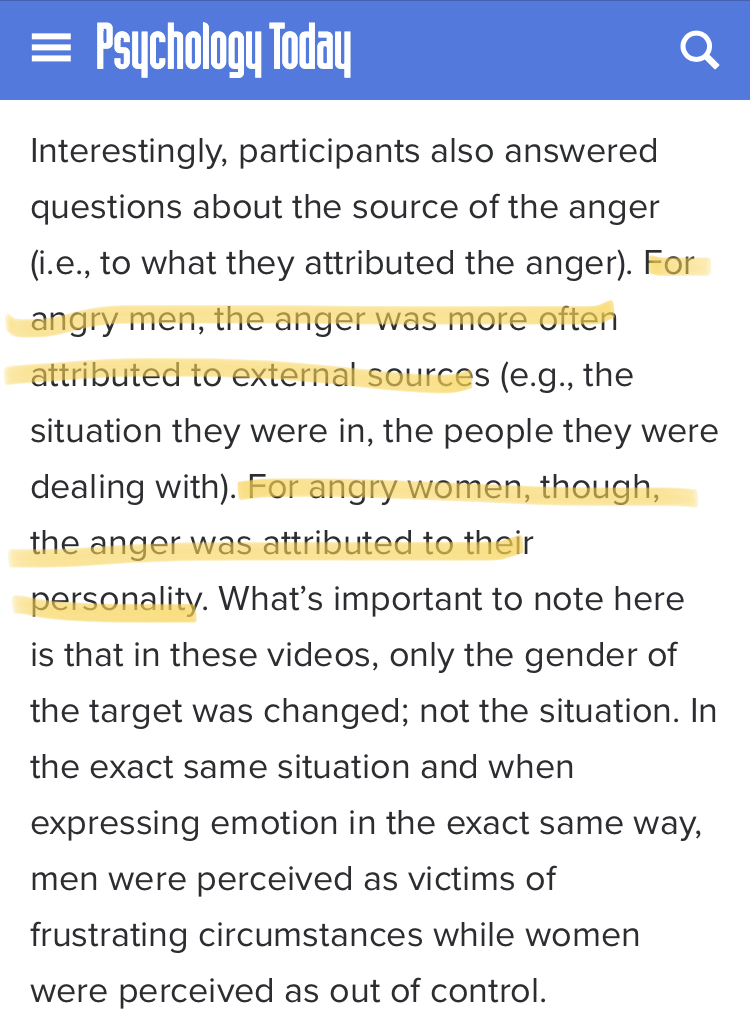 Psychology Today
Interestingly, participants also answered
questions about the source of the anger
(i.e., to what they attributed the anger). For
angry men, the anger was more often
attributed to external sources (e.g., the
situation they were in, the people they were
dealing with). For angry women, though,
the anger was attributed to their
personality. What’s important to note here
is that in these videos, only the gender of
the target was changed; not the situation. In
the exact same situation and when
expressing emotion in the exact same way,
men were perceived as victims of
frustrating circumstances while women
were perceived as out of control.